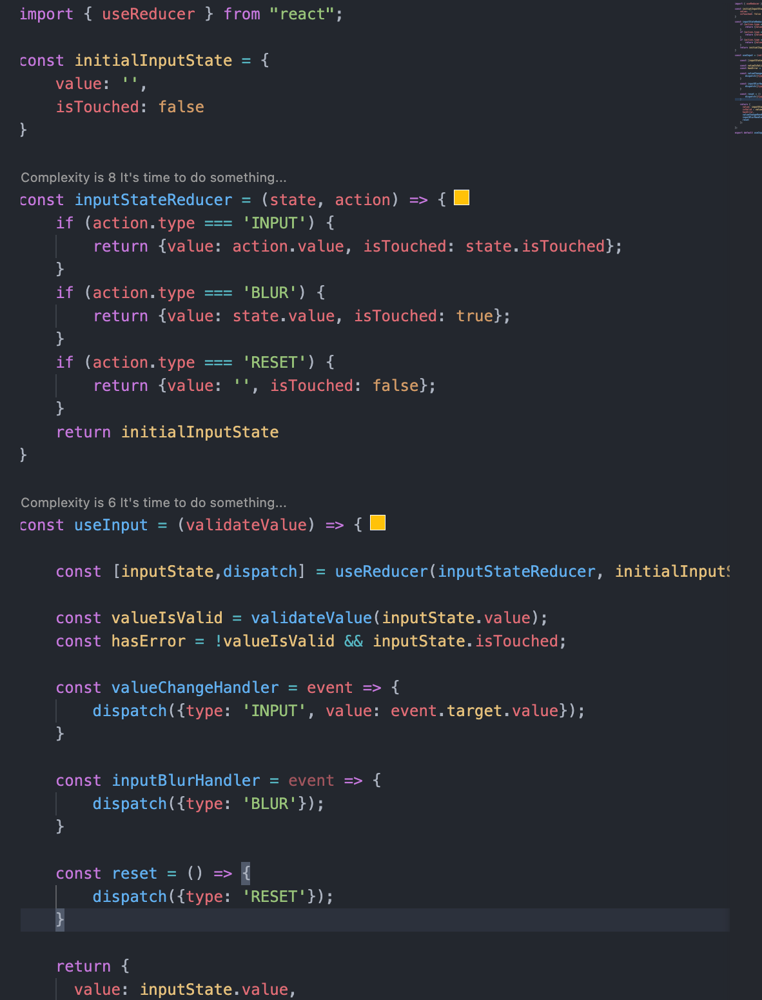 import { useReducer } from "react";
const initialInputState = {
value: '',
isTouched: false
}
Complexity is 8 It's time to do something...
const inputStateReducer = (state, action) => {
if (action.type === 'INPUT') {
return {value: action.value, isTouched: state.isTouched};
}
if (action.type === 'BLUR') {
return {value: state.value, isTouched: true};
}
if (action.type === 'RESET') {
return {value: '', isTouched: false};
}
return initialInputState
}
Complexity is 6 It's time to do something...
const useInput = (validateValue) => {
const [inputState,dispatch] = useReducer(inputStateReducer, initialInputS
const valueIsValid = validateValue(inputState.value);
const hasError = !valueIsValid && inputState.isTouched;
const valueChangeHandler = event => {
dispatch({type: 'INPUT', value: event.target.value});
}
const inputBlurHandler = event => {
dispatch({type: 'BLUR'});
}
const reset = () => {
dispatch({type: 'RESET'});
}
return {
value: inputState.value,